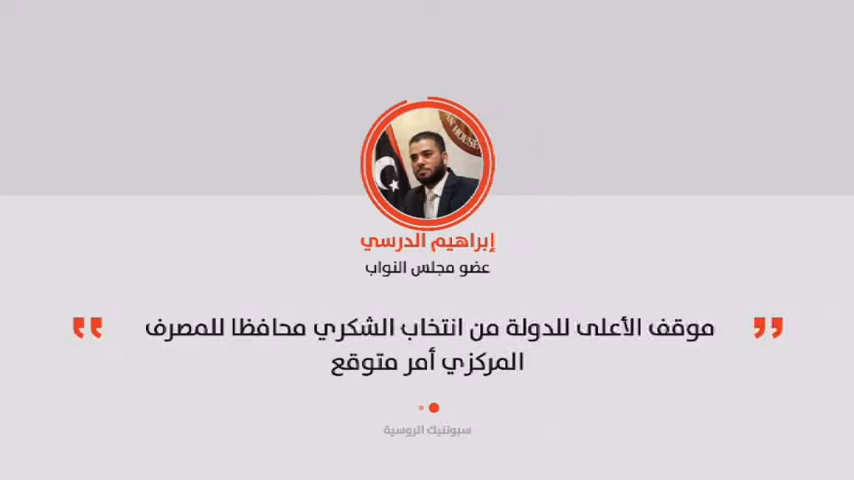 إبراهيم الدرسي
عضو مجلس النواب
موقف الأعلى للدولة من انتخاب الشكري محافظا للمصرف
المركزي أمر متوقع
سبوتنيك الروسية